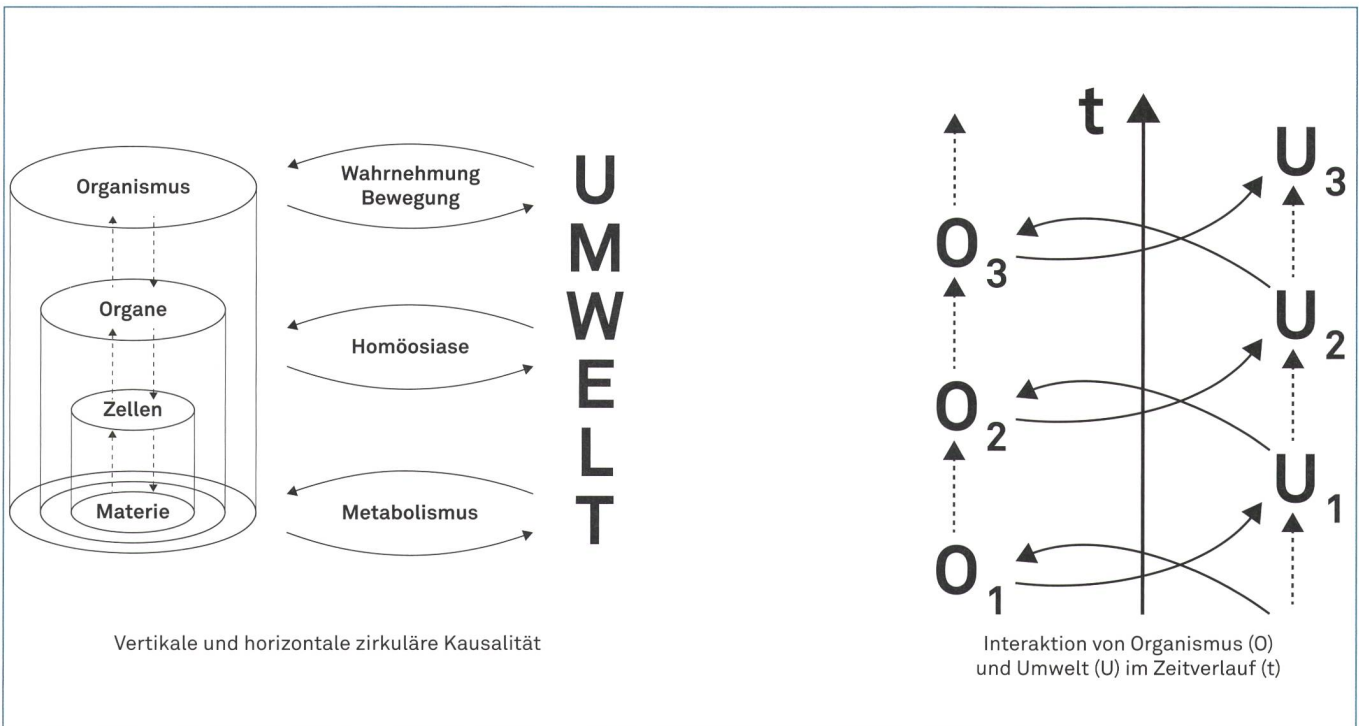 Organismus
Organe
Zellen
Materie
Wahrnehmung
Bewegung
Homöosiase
Metabolismus
U
M
W
E
L
T
Vertikale und horizontale zirkuläre Kausalität
t
U3
O3
U2
O2
U1
O1
Interaktion von Organismus (O)
und Umwelt (U) im Zeitverlauf (t)